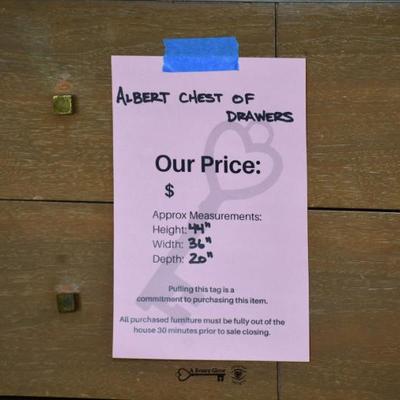 ALBERT CHEST OF
DRAWERS
Our Price:
$
Approx Measurements:
Height: 44"
Width: 36"
Depth: 20"
Pulling this tag is a
commitment to purchasing this item.
All purchased furniture must be fully out of the
house 30 minutes prior to sale closing.